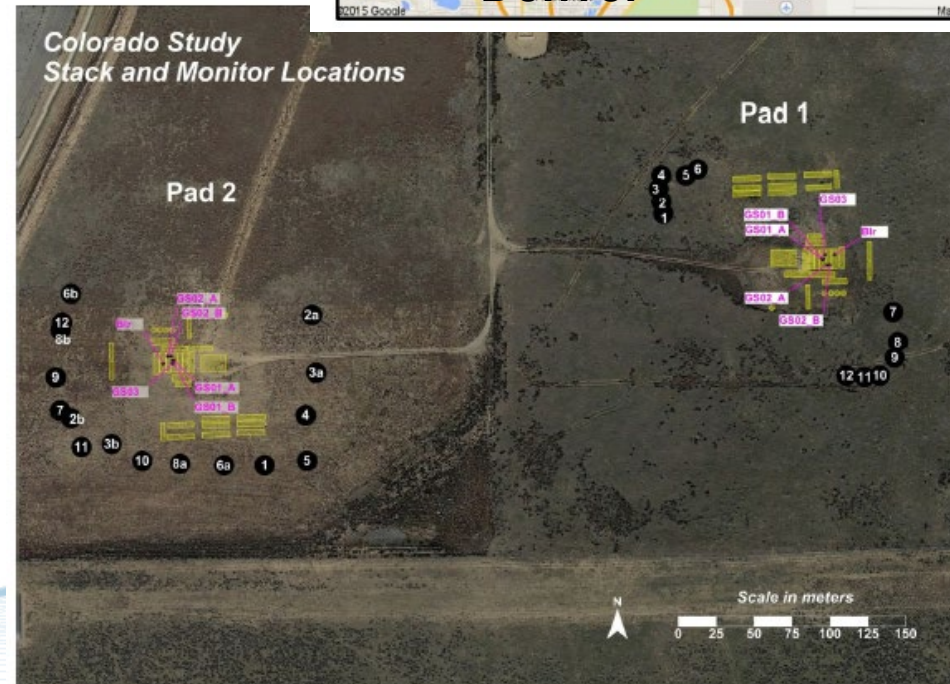 ©2015 Google
Colorado Study
Stack and Monitor Locations
Pad 1
Pad 2
4
5
6
3
2
1
GS03
GS01_B
GS01_A
Blr
GS02_A
GS02_B
7
8
9
12
11
10
6b
12
8b
9
7
2b
11
3b
10
8a
6a
1
5
4
3a
2a
GS02_A
GS02_B
Blr
GS03
GS01_A
GS01_B
N
Scale in meters
0 25 50 75 100 125 150